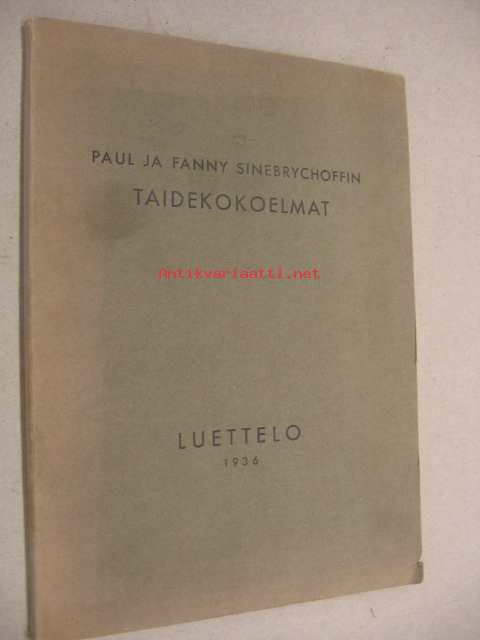 PAUL JA FANNY SINEBRYCHOFFIN
TAIDEKOKOELMAT
Antikvariaatti.net
LUETTELO
1936